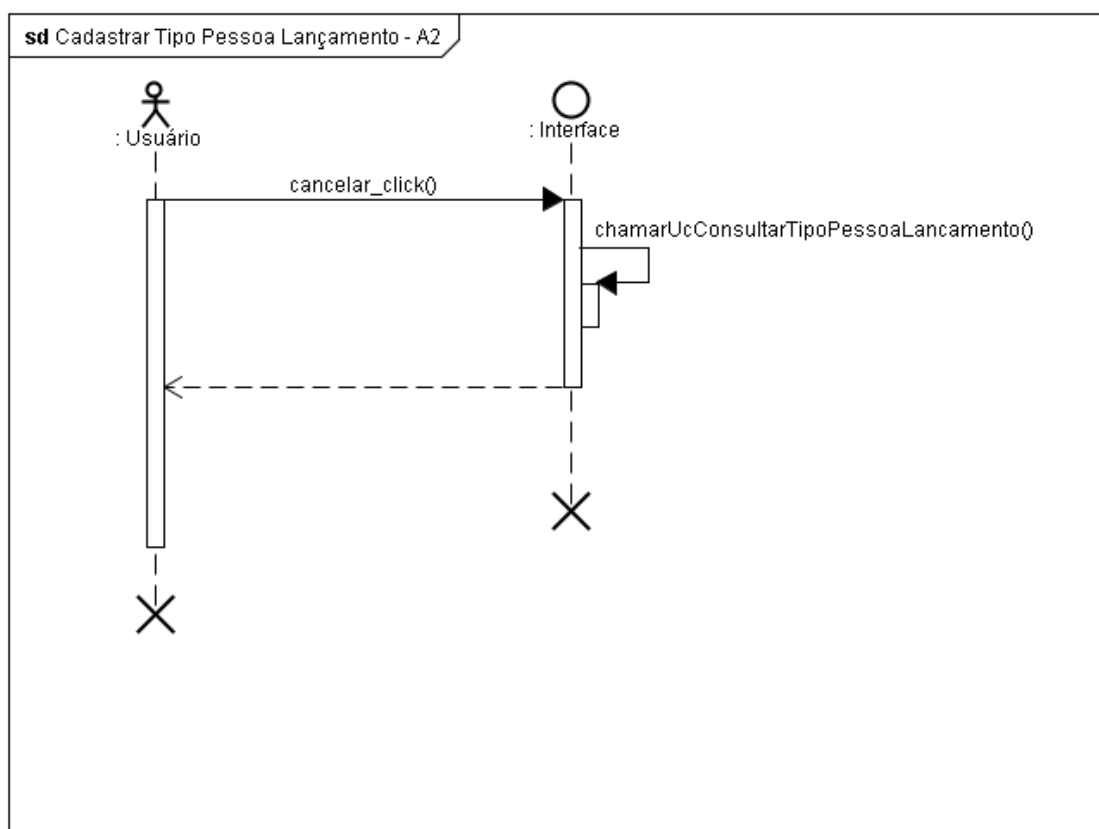 sd Cadastrar Tipo Pessoa Lançamento - A2
: Usuário
: Interface
cancelar_click()
chamarUcConsultarTipoPessoaLancamento()